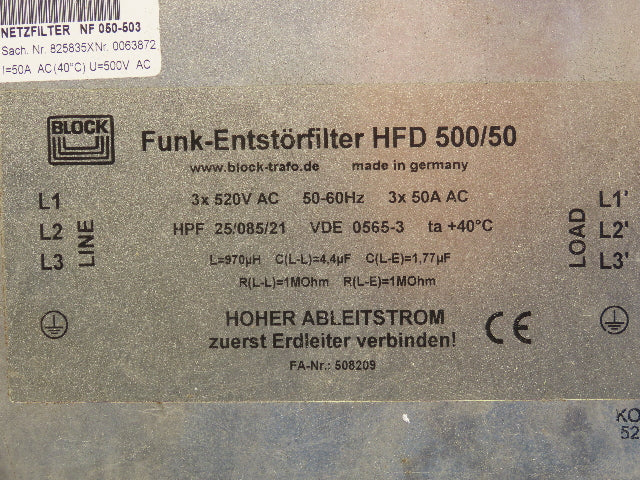 NETZFILTER NF 050-503
Sach. Nr. 825835XNr. 0063872
I=50A AC(40°C) U=500V AC
BLOCK
Funk-Entstörfilter HFD 500/50
www.block-trafo.de made in germany
L1 3x 520V AC 50-60Hz 3x 50A AC L1'
L2 LINE HPF 25/085/21 VDE 0565-3 ta +40°C LOAD L2'
L3 L=970µH C(L-L)=4,4µF C(L-E)=1,77µF L3'
R(L-L)=1MOhm R(L-E)=1MOhm
HOHER ABLEITSTROM CE
zuerst Erdleiter verbinden!
FA-Nr.: 508209
KO
52